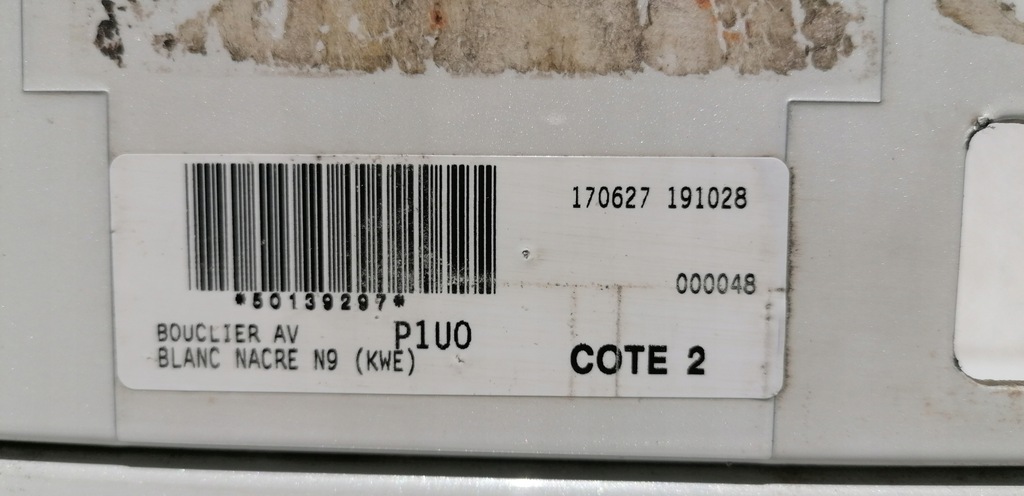 170627 191028
*50139297*
000048
BOUCLIER AV P1U0
BLANC NACRE N9 (KWE)
COTE 2